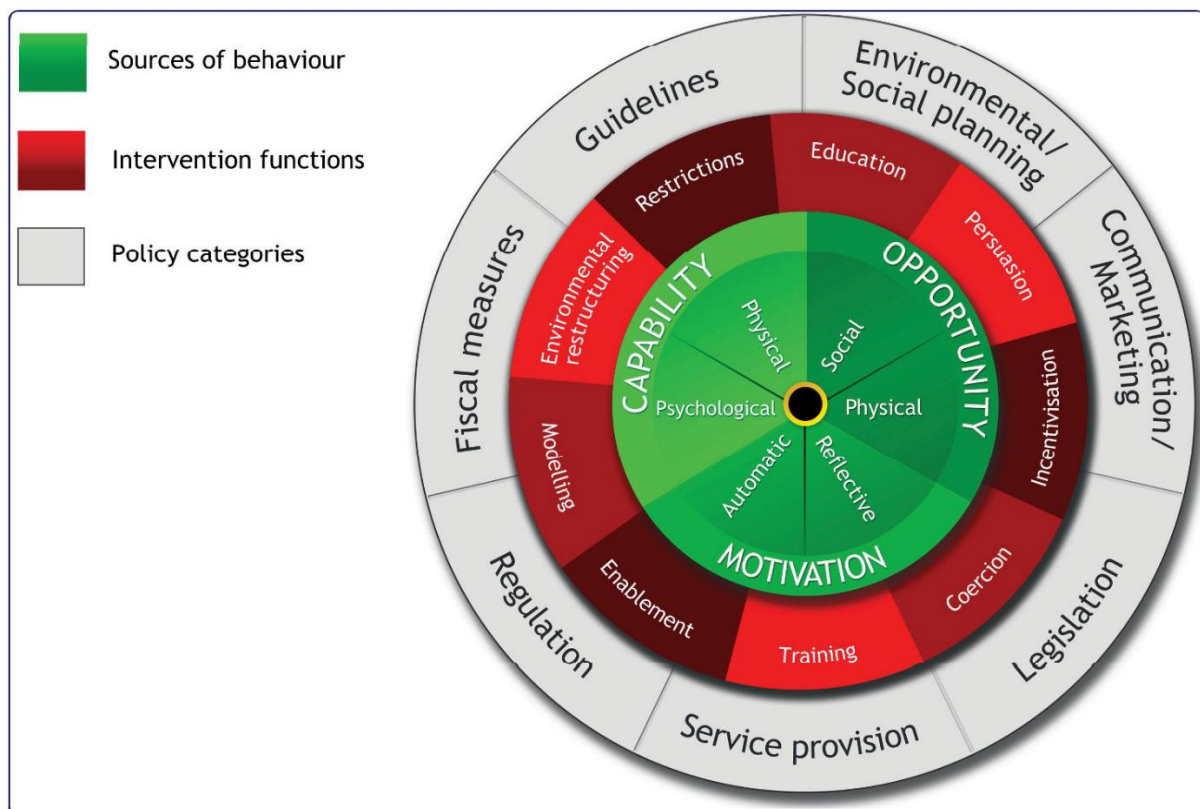 Sources of behaviour
Intervention functions
Policy categories
Guidelines
Environmental/
Social planning
Communication/
Marketing
Legislation
Service provision
Regulation
Fiscal measures
Restrictions
Education
Persuasion
Incentivisation
Coercion
Training
Enablement
Modelling
Environmental
restructuring
CAPABILITY
OPPORTUNITY
MOTIVATION
Physical
Social
Physical
Reflective
Automatic
Psychological